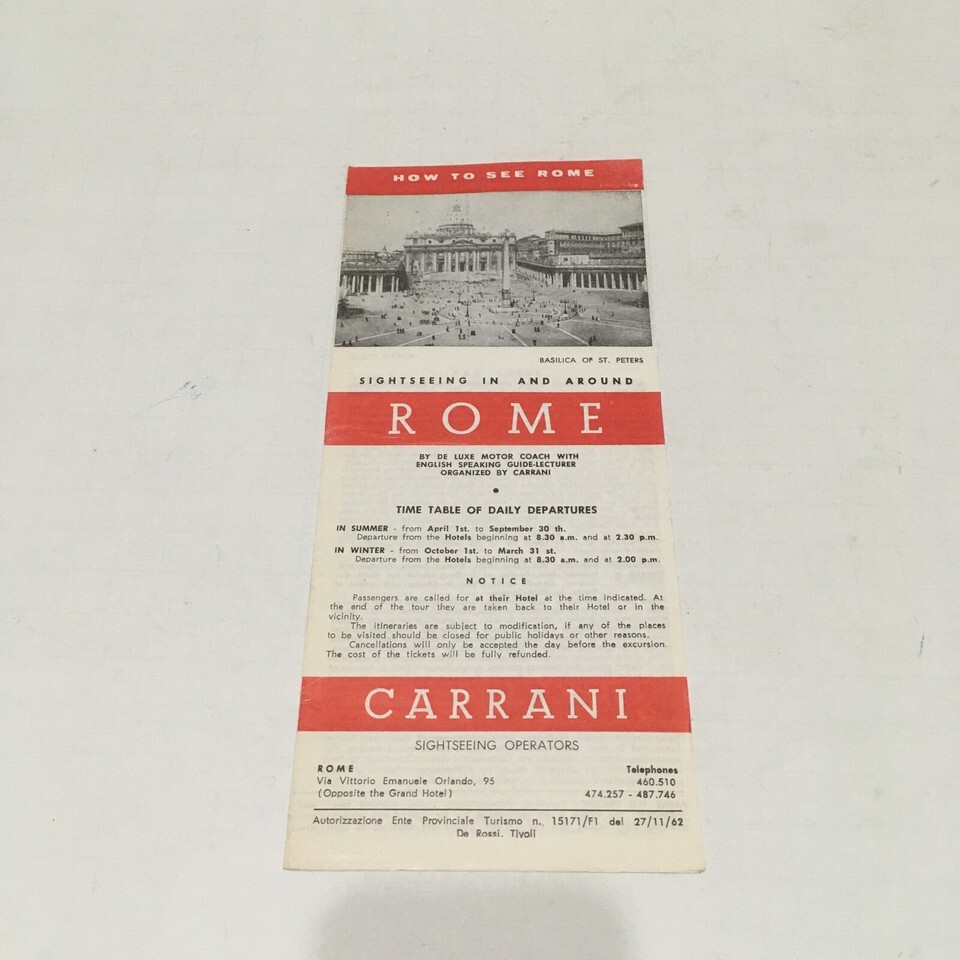 HOW TO SEE ROME
BASILICA OF ST. PETERS
SIGHTSEEING IN AND AROUND
ROME
BY DE LUXE MOTOR COACH WITH
ENGLISH SPEAKING GUIDE-LECTURER
ORGANIZED BY CARRANI
TIME TABLE OF DAILY DEPARTURES
IN SUMMER - from April 1st. to September 30 th.
Departure from the Hotels beginning at 8.30 a.m. and at 2.30 p.m.
IN WINTER - from October 1st. to March 31 st.
Departure from the Hotels beginning at 8.30 a.m. and at 2.00 p.m.
NOTICE
Passengers are called for at their Hotel at the time indicated. At
the end of the tour they are taken back to their Hotel or in the
vicinity.
The itineraries are subject to modification, if any of the places
to be visited should be closed for public holidays or other reasons.
Cancellations will only be accepted the day before the excursion.
The cost of the tickets will be fully refunded.
CARRANI
SIGHTSEEING OPERATORS
ROME Telephones
Via Vittorio Emanuele Orlando, 95 460.510
(Opposite the Grand Hotel) 474.257 - 487.746
Autorizzazione Ente Provinciale Turismo n. 15171/F1 del 27/11/62
De Rossi. Tivoli